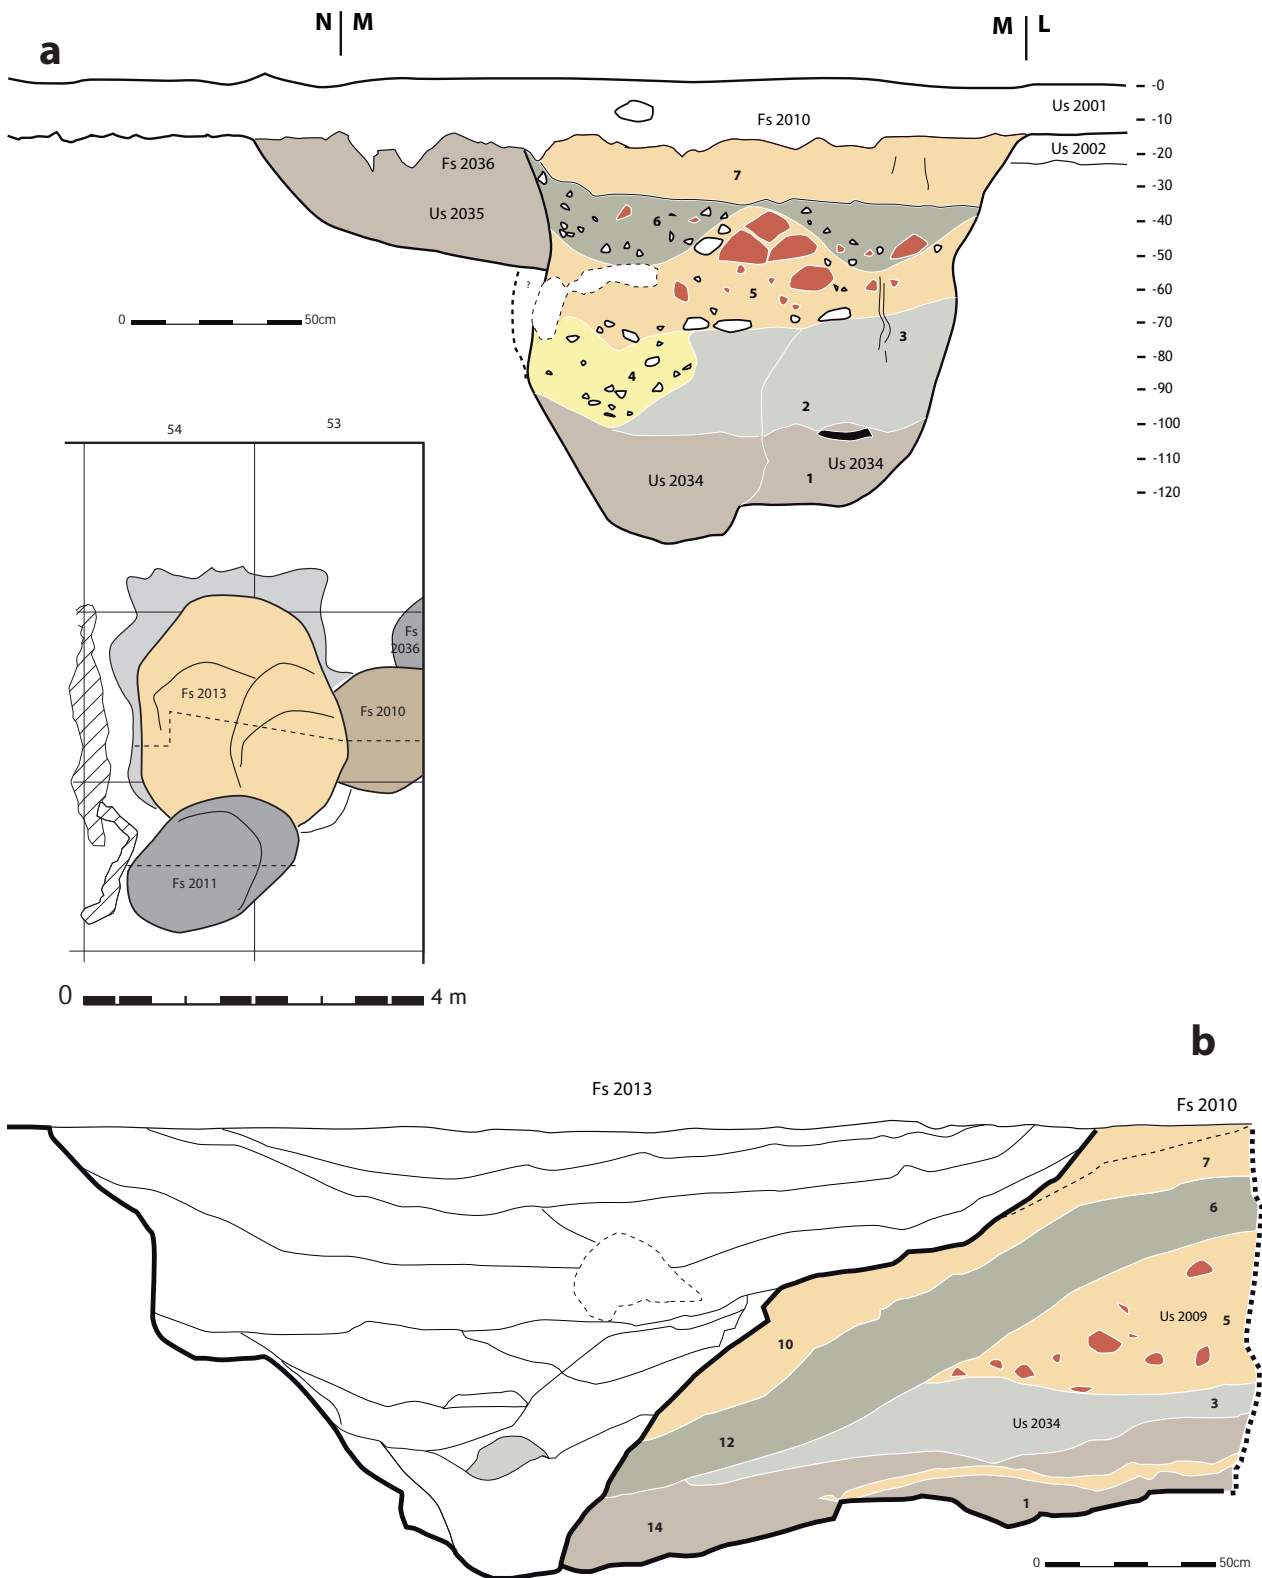 a
N | M
M | L
-0
Us 2001
-10
Fs 2010
Us 2002
-20
Fs 2036
7
-30
Us 2035
6
-40
-50
?
5
-60
0 50cm
-70
3
-80
4
-90
2
-100
Us 2034
-110
Us 2034
1
-120
54
53
Fs
2036
Fs 2013
Fs 2010
Fs 2011
0 4 m
b
Fs 2013
Fs 2010
7
6
Us 2009 5
10
3
Us 2034
12
1
14
0 50cm